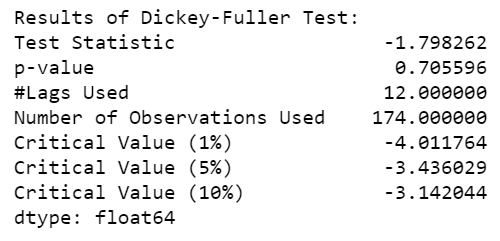 Results of Dickey-Fuller Test:
Test Statistic -1.798262
p-value 0.705596
#Lags Used 12.000000
Number of Observations Used 174.000000
Critical Value (1%) -4.011764
Critical Value (5%) -3.436029
Critical Value (10%) -3.142044
dtype: float64